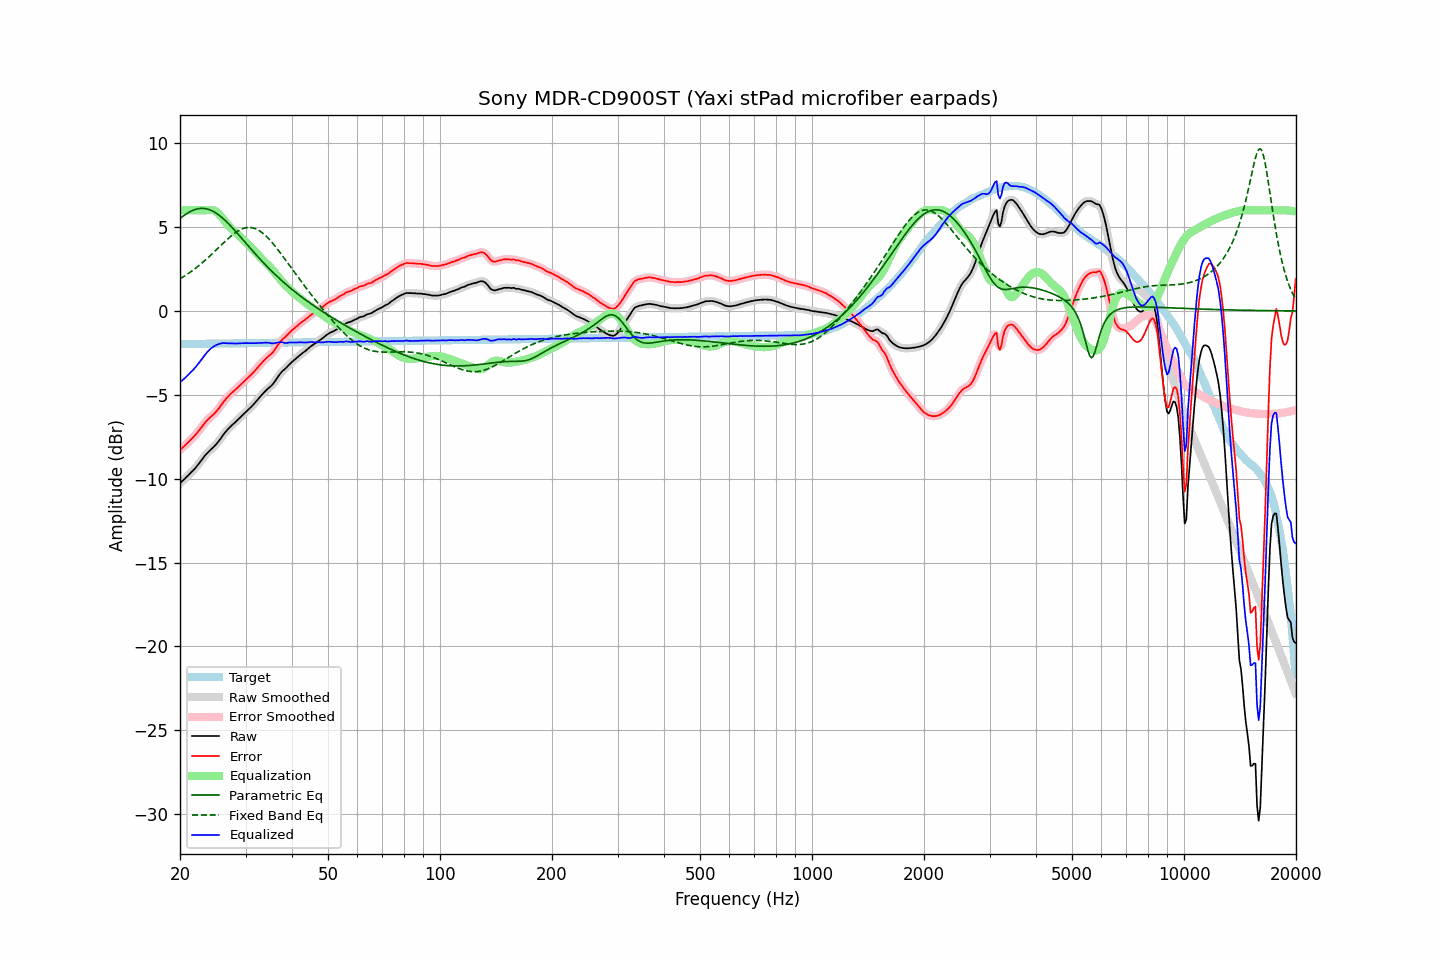 Sony MDR-CD900ST (Yaxi stPad microfiber earpads)
Amplitude (dBr)
10
5
0
−5
−10
−15
−20
−25
−30
Target
Raw Smoothed
Error Smoothed
Raw
Error
Equalization
Parametric Eq
Fixed Band Eq
Equalized
20 50 100 200 500 1000 2000 5000 10000 20000
Frequency (Hz)